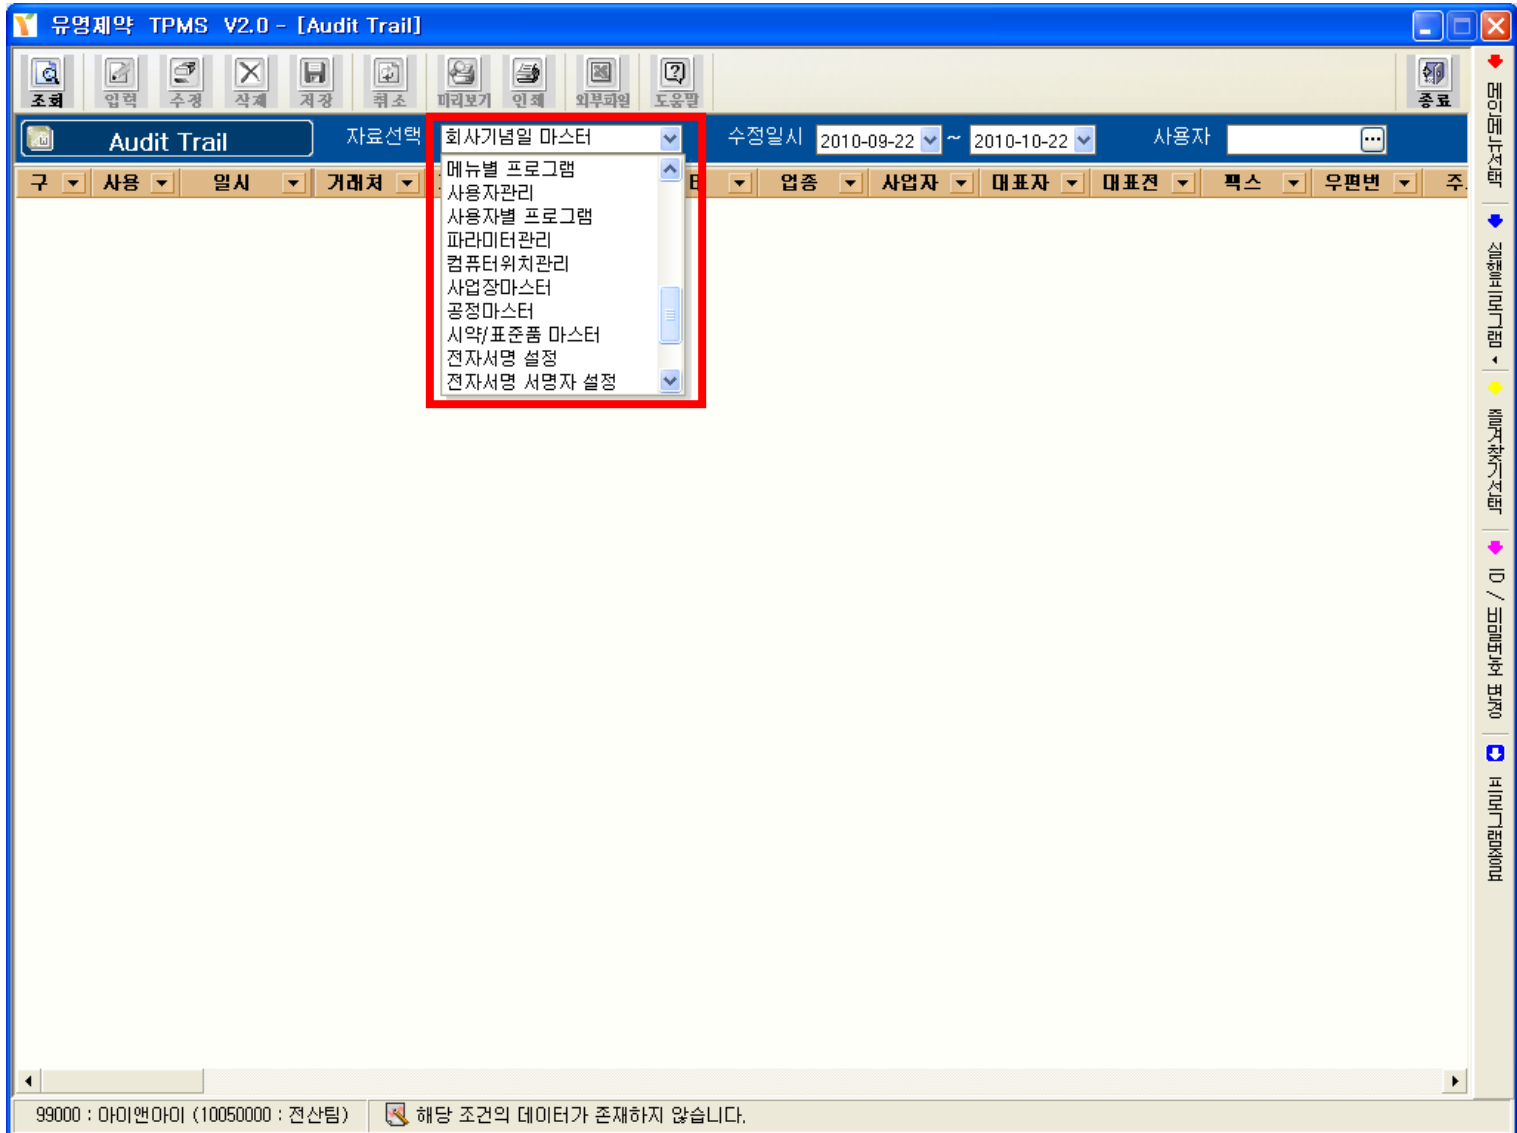 유영제약 TPMS V2.0 - [Audit Trail]
조회 입력 수정 삭제 저장 취소 미리보기 인쇄 외부파일 도움말 종료
Audit Trail 자료선택 회사기념일 마스터 수정일시 2010-09-22 ~ 2010-10-22 사용자
구 사용 일시 거래처 업종 사업자 대표자 대표전 팩스 우편번 주
메뉴별 프로그램
사용자관리
사용자별 프로그램
파라미터관리
컴퓨터위치관리
사업장마스터
공정마스터
시약/표준품 마스터
전자서명 설정
전자서명 서명자 설정
메인메뉴선택
실행프로그램
즐겨찾기선택
ID / 비밀번호 변경
프로그램종료
99000 : 아이앤아이 (10050000 : 전산팀) 해당 조건의 데이터가 존재하지 않습니다.